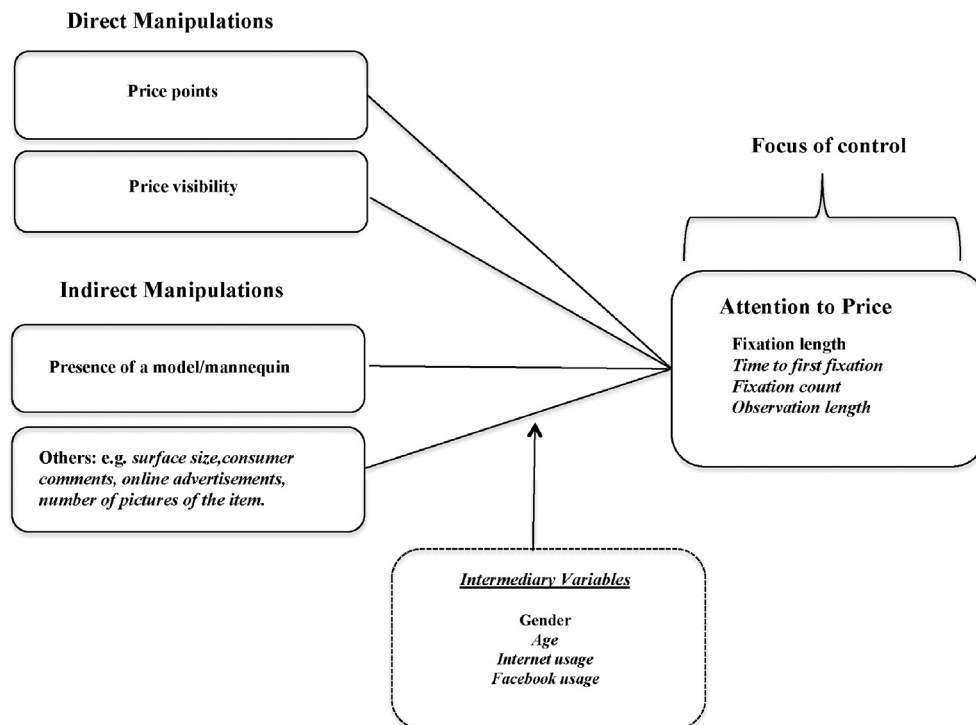 Direct Manipulations
Price points
Price visibility
Indirect Manipulations
Presence of a model/mannequin
Others: e.g. surface size,consumer
comments, online advertisements,
number of pictures of the item.
Focus of control
Attention to Price
Fixation length
Time to first fixation
Fixation count
Observation length
Intermediary Variables
Gender
Age
Internet usage
Facebook usage